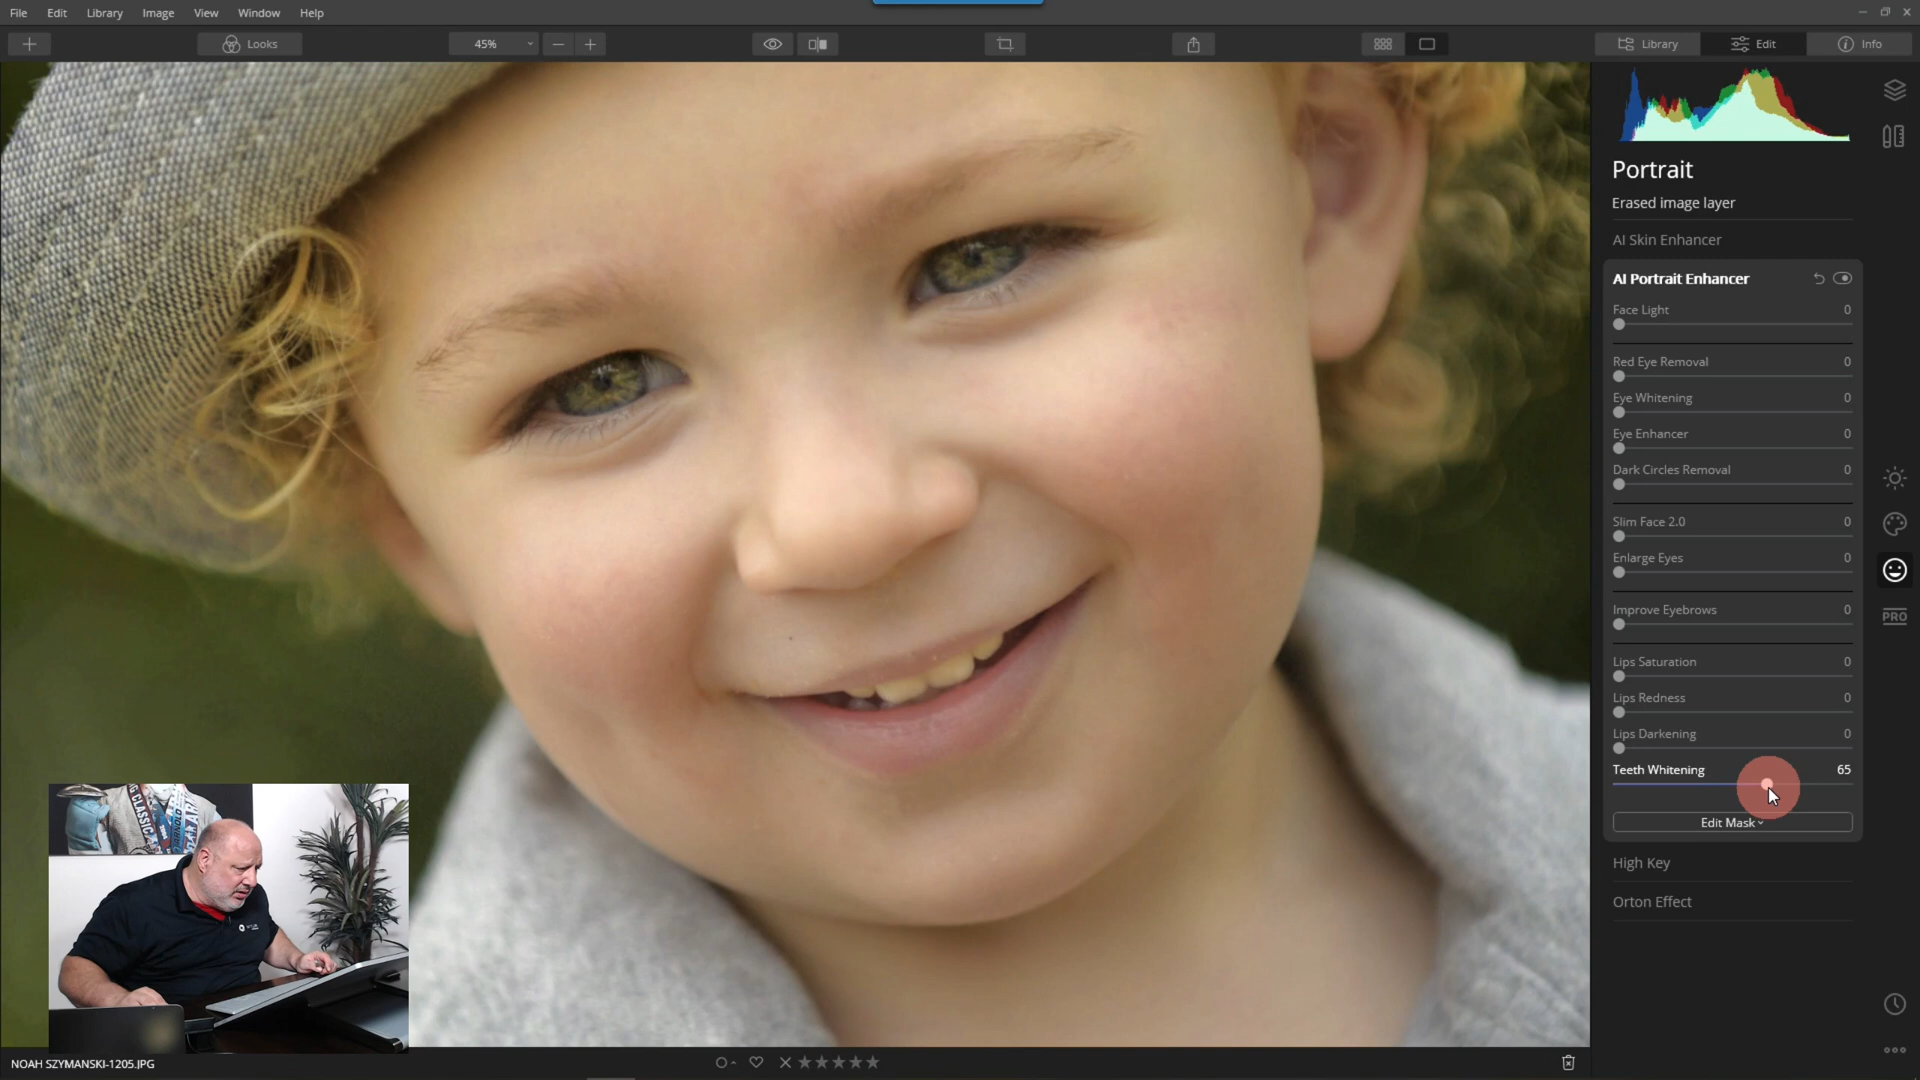 File Edit Library Image View Window Help
Looks 45% Library Edit Info
Portrait
Erased image layer
AI Skin Enhancer
AI Portrait Enhancer
Face Light 0
Red Eye Removal 0
Eye Whitening 0
Eye Enhancer 0
Dark Circles Removal 0
Slim Face 2.0 0
Enlarge Eyes 0
Improve Eyebrows 0
PRO
Lips Saturation 0
Lips Redness 0
Lips Darkening 0
Teeth Whitening 65
Edit Mask
High Key
Orton Effect
CLASSIC
ARNOLD
NOAH SZYMANSKI-1205.JPG